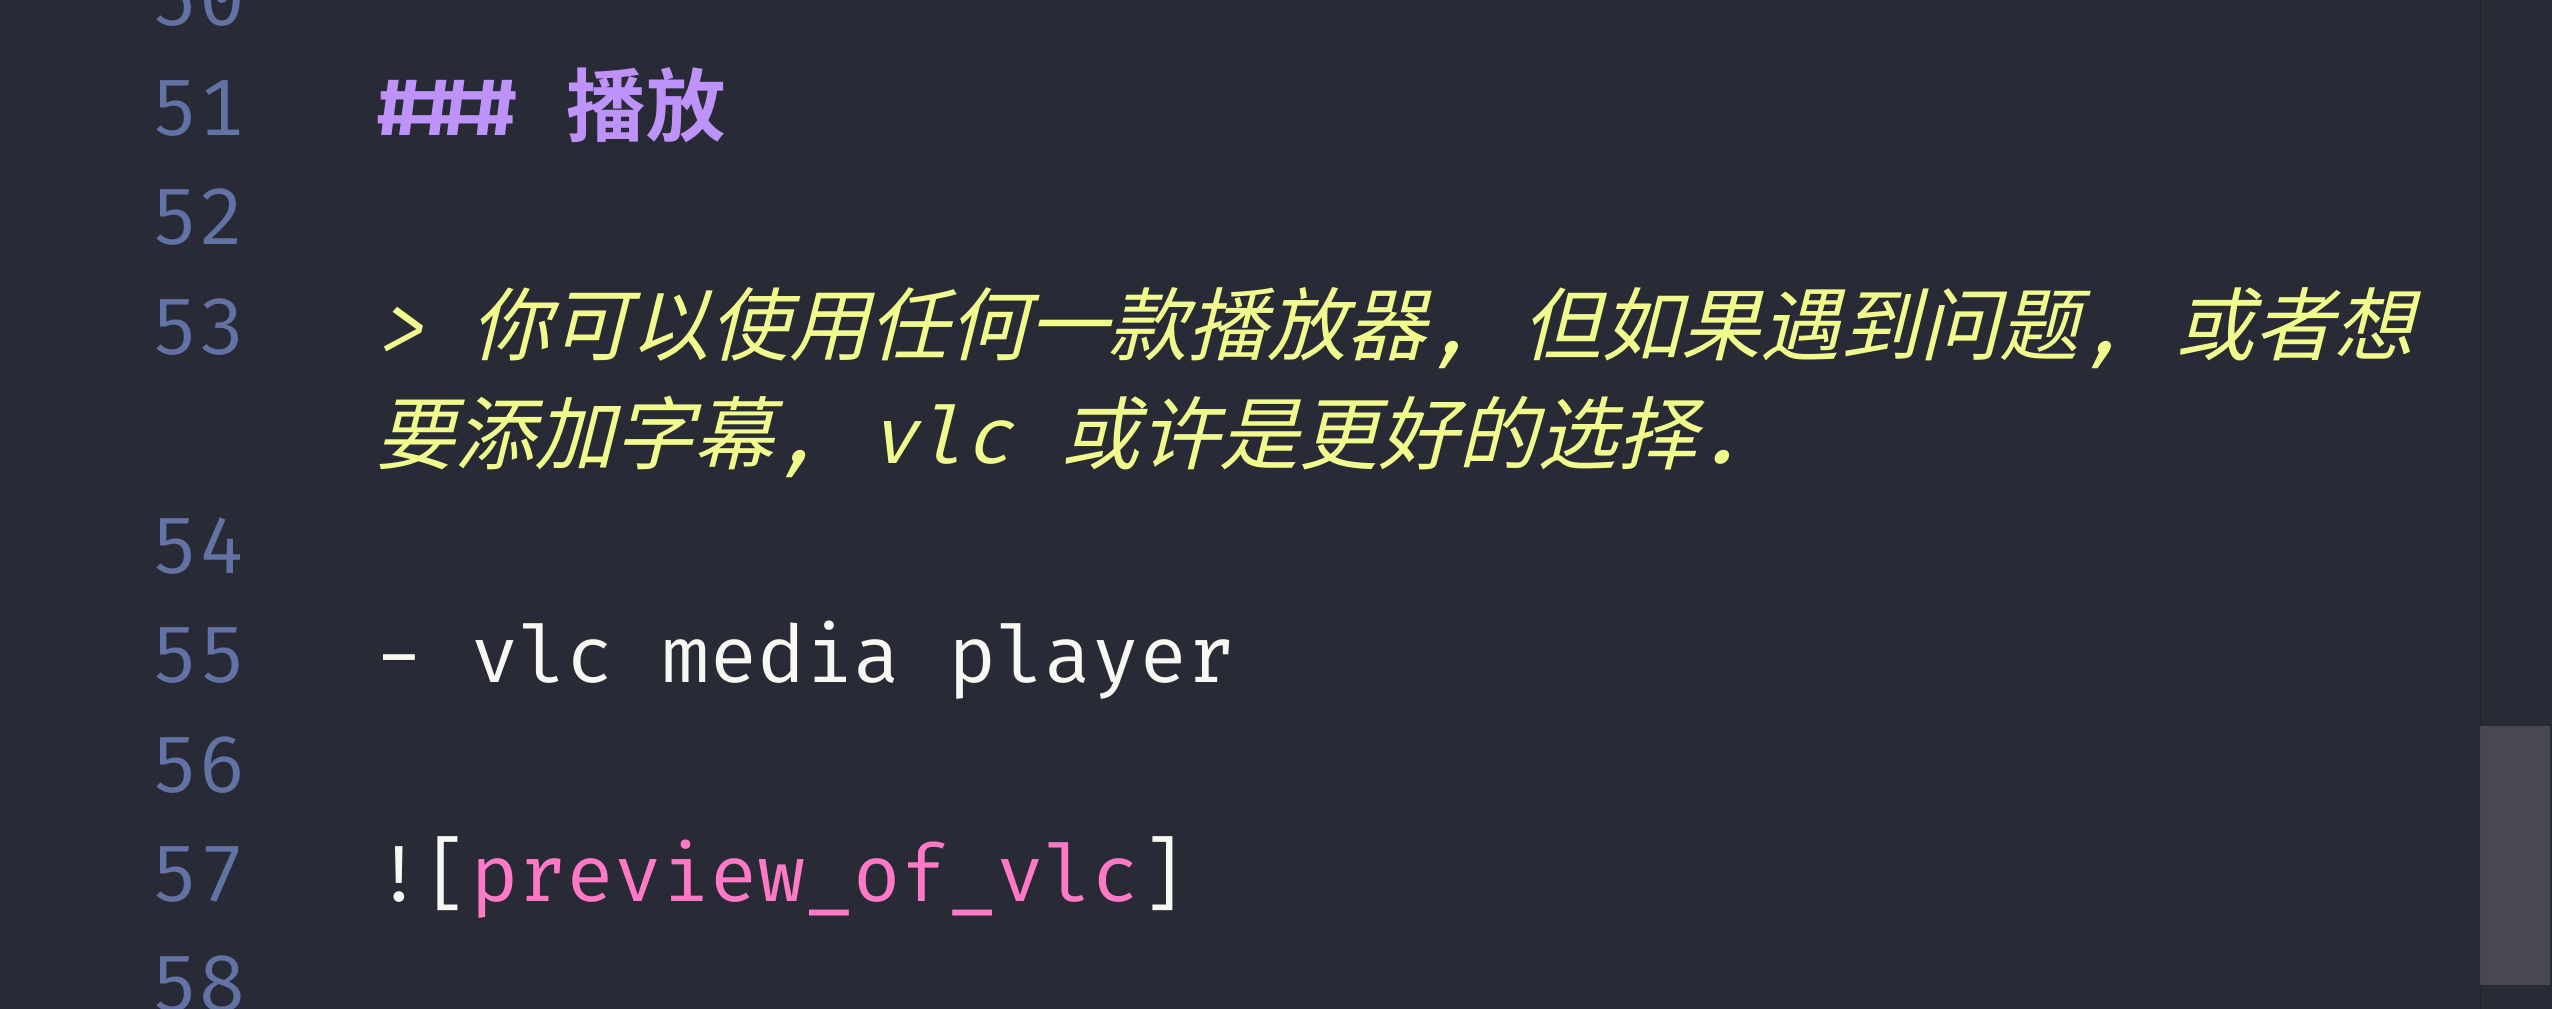 50
51 ### 播放
52
53 > 你可以使用任何一款播放器, 但如果遇到问题, 或者想
要添加字幕, vlc 或许是更好的选择.
54
55 - vlc media player
56
57 ![preview_of_vlc]
58